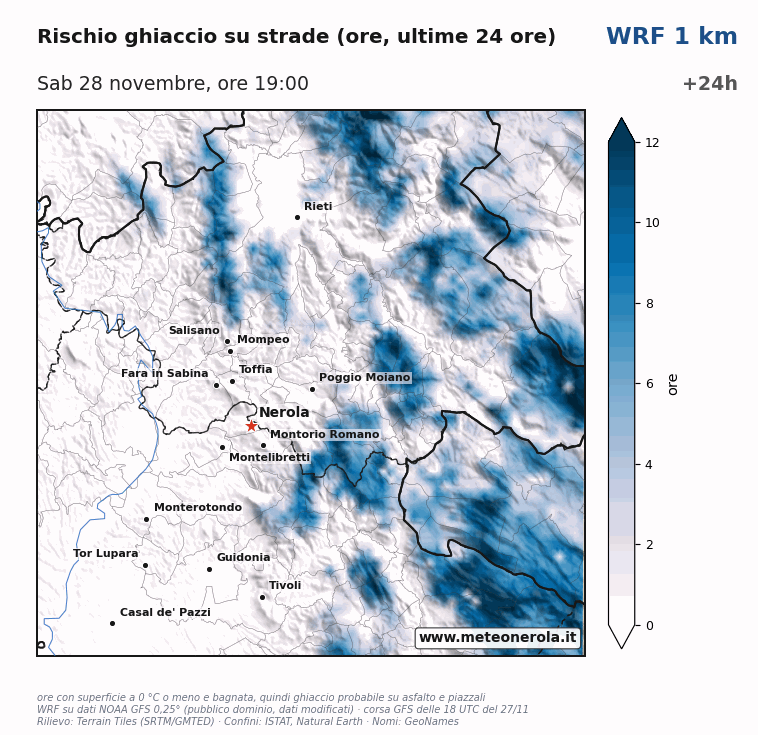 Rischio ghiaccio su strade (ore, ultime 24 ore)
WRF 1 km
Sab 28 novembre, ore 19:00
+24h
Rieti
Salisano
Mompeo
Toffia
Fara in Sabina
Poggio Moiano
Nerola
Montorio Romano
Montelibretti
Monterotondo
Tor Lupara
Guidonia
Tivoli
Casal de' Pazzi
www.meteonerola.it
12
10
8
6
4
2
0
ore
ore con superficie a 0 °C o meno e bagnata, quindi ghiaccio probabile su asfalto e piazzali
WRF su dati NOAA GFS 0,25° (pubblico dominio, dati modificati) · corsa GFS delle 18 UTC del 27/11
Rilievo: Terrain Tiles (SRTM/GMTED) · Confini: ISTAT, Natural Earth · Nomi: GeoNames